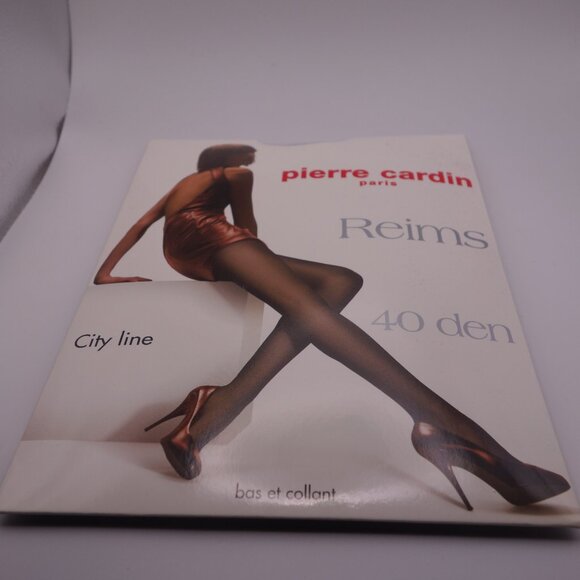 pierre cardin
paris
Reims
40 den
City line
bas et collant